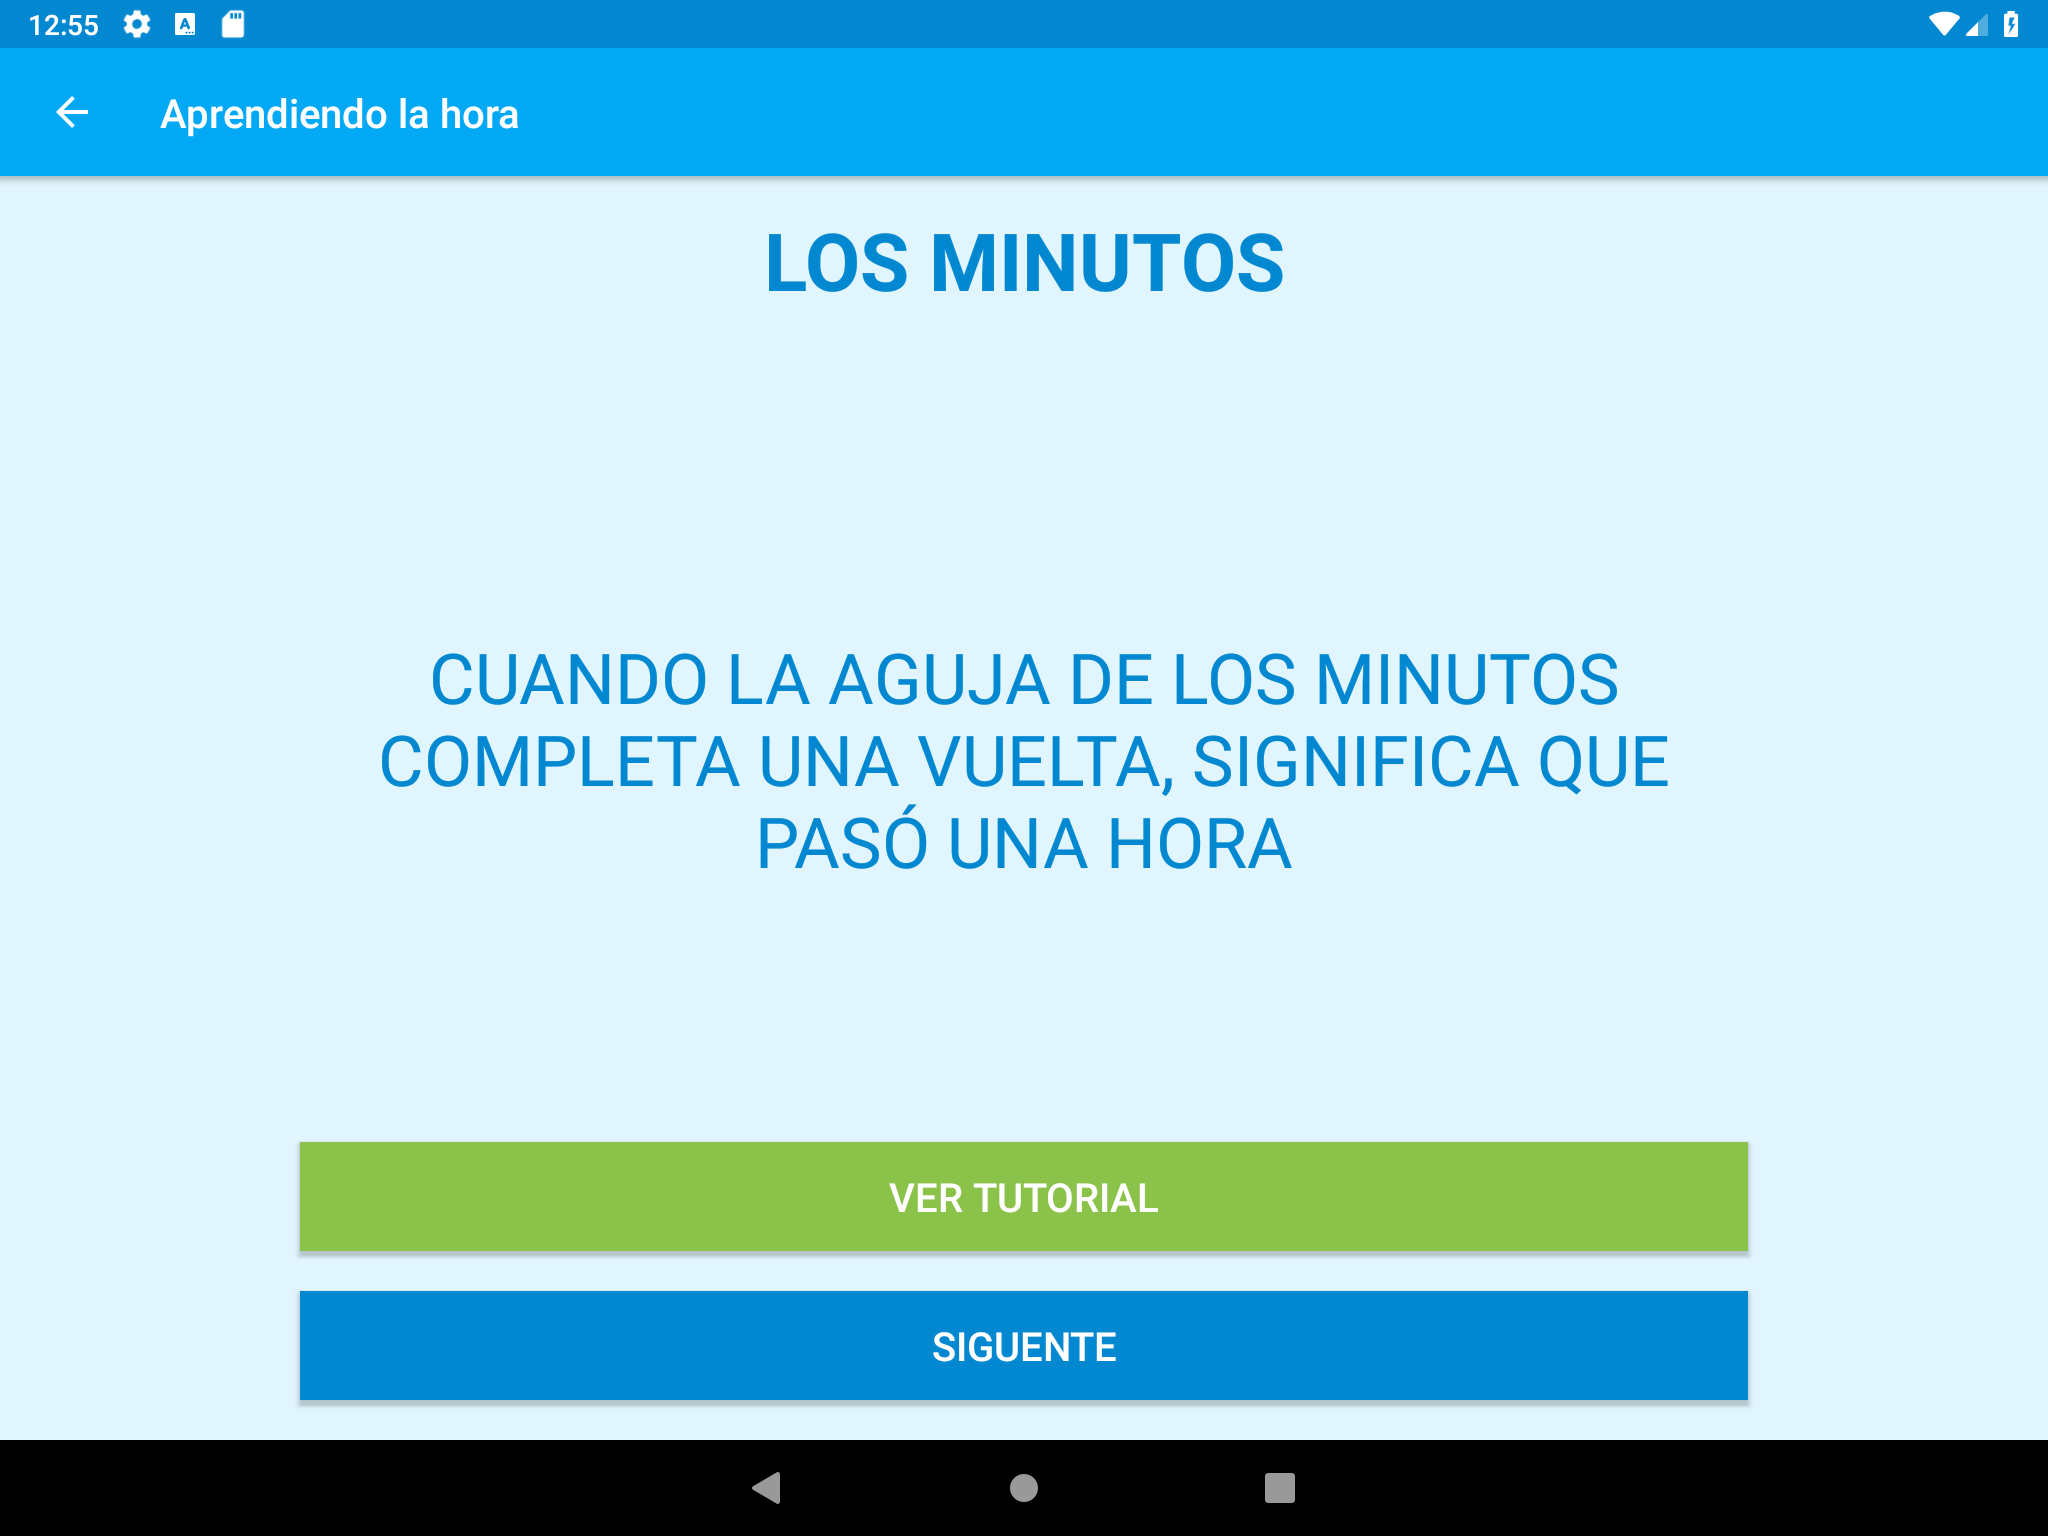 12:55
Aprendiendo la hora
LOS MINUTOS
CUANDO LA AGUJA DE LOS MINUTOS
COMPLETA UNA VUELTA, SIGNIFICA QUE
PASÓ UNA HORA
VER TUTORIAL
SIGUENTE